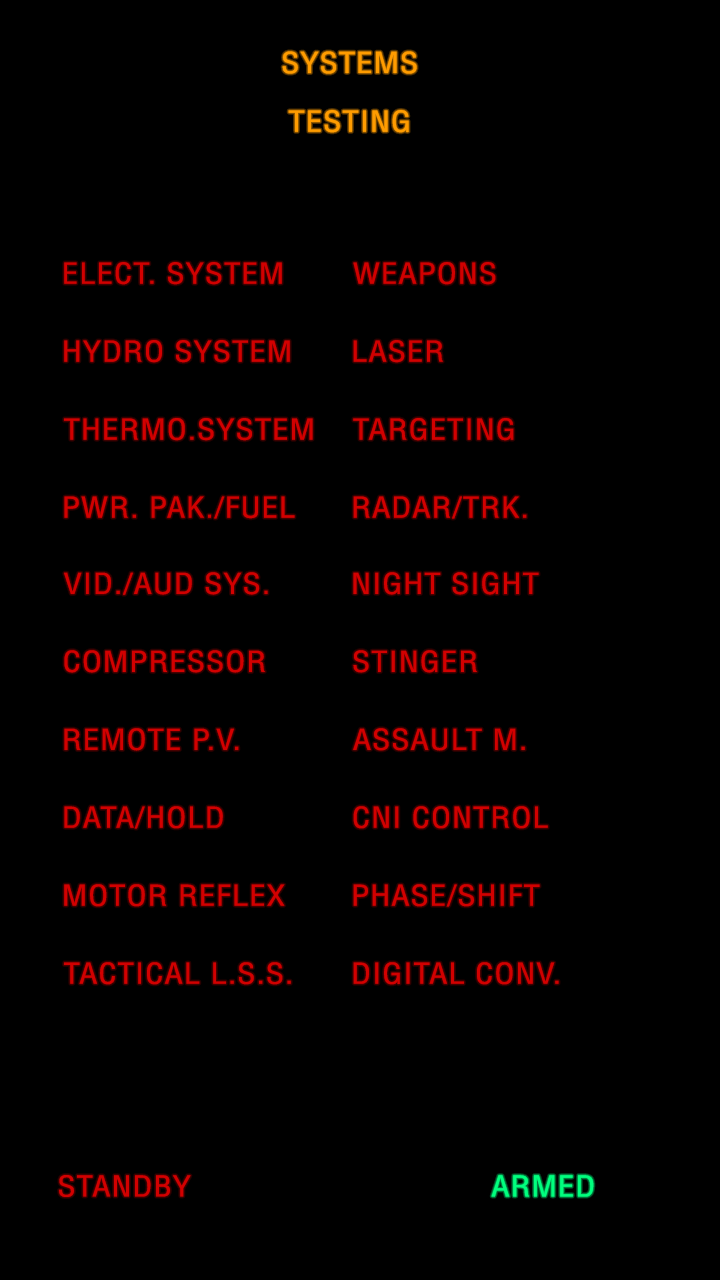 SYSTEMS
TESTING
ELECT. SYSTEM WEAPONS
HYDRO SYSTEM LASER
THERMO.SYSTEM TARGETING
PWR. PAK./FUEL RADAR/TRK.
VID./AUD SYS. NIGHT SIGHT
COMPRESSOR STINGER
REMOTE P.V. ASSAULT M.
DATA/HOLD CNI CONTROL
MOTOR REFLEX PHASE/SHIFT
TACTICAL L.S.S. DIGITAL CONV.
STANDBY ARMED